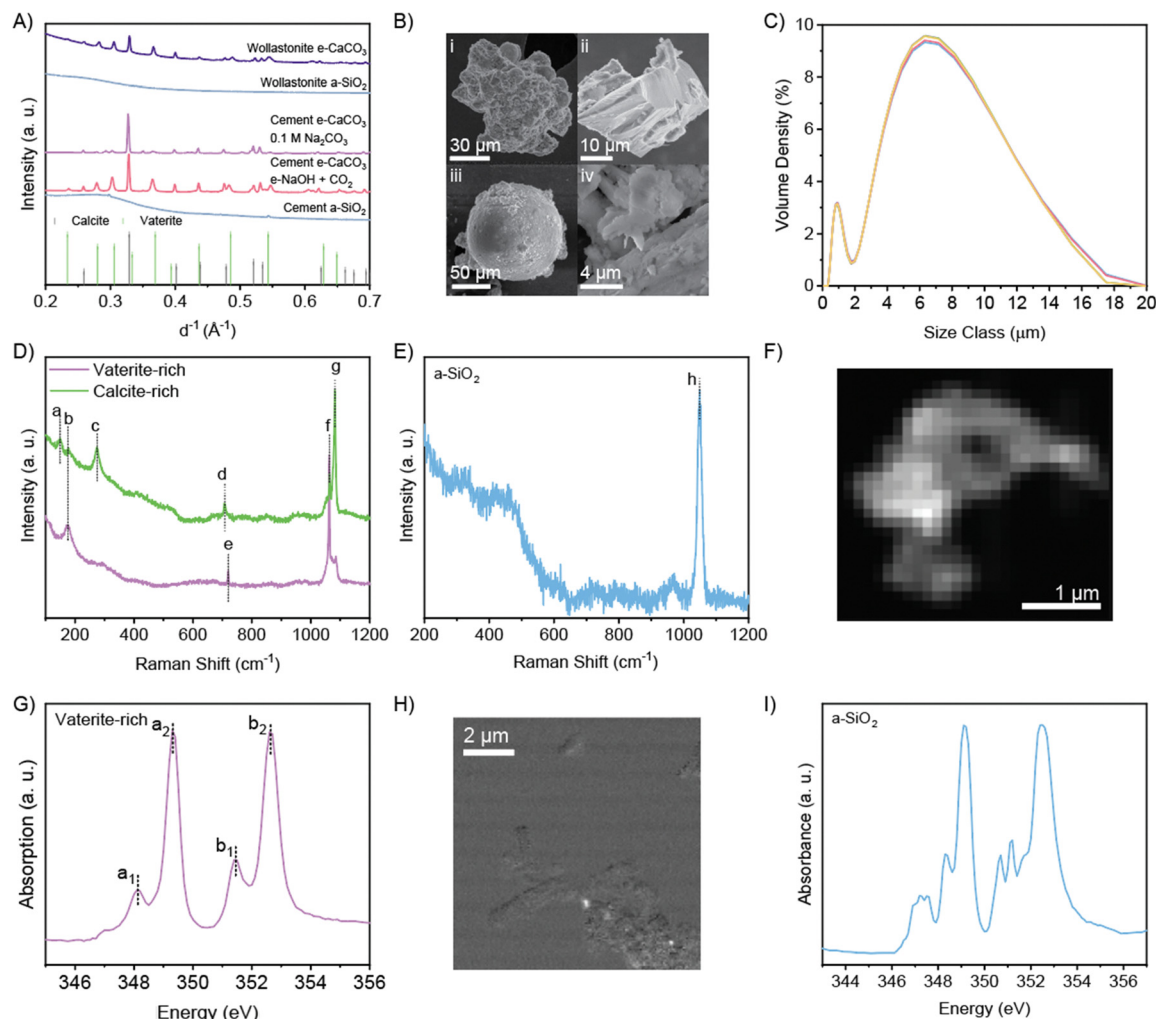 A)
Wollastonite e-CaCO₃
Wollastonite a-SiO₂
Cement e-CaCO₃
0.1 M Na₂CO₃
Cement e-CaCO₃
e-NaOH + CO₂
Cement a-SiO₂
Calcite Vaterite
Intensity (a. u.)
0.2 0.3 0.4 0.5 0.6 0.7
d⁻¹ (Å⁻¹)
B)
i
30 μm
ii
10 μm
iii
50 μm
iv
4 μm
C)
Volume Density (%)
10
8
6
4
2
0
0 2 4 6 8 10 12 14 16 18 20
Size Class (μm)
D)
Vaterite-rich
Calcite-rich
a
b
c
d
e
f
g
Intensity (a. u.)
200 400 600 800 1000 1200
Raman Shift (cm⁻¹)
E)
a-SiO₂
h
Intensity (a. u.)
200 400 600 800 1000 1200
Raman Shift (cm⁻¹)
F)
1 μm
G)
Vaterite-rich
a₁
a₂
b₁
b₂
Absorption (a. u.)
346 348 350 352 354 356
Energy (eV)
H)
2 μm
I)
a-SiO₂
Absorbance (a. u.)
344 346 348 350 352 354 356
Energy (eV)